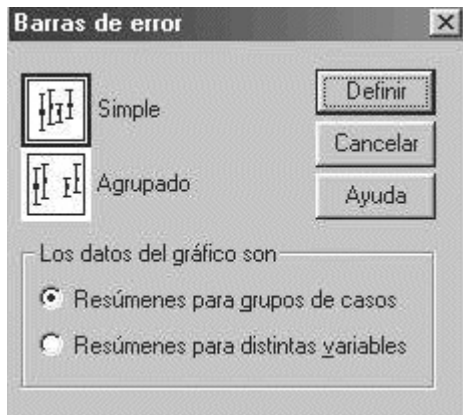 Barras de error
Simple
Definir
Cancelar
Agrupado
Ayuda
Los datos del gráfico son
Resúmenes para grupos de casos
Resúmenes para distintas variables